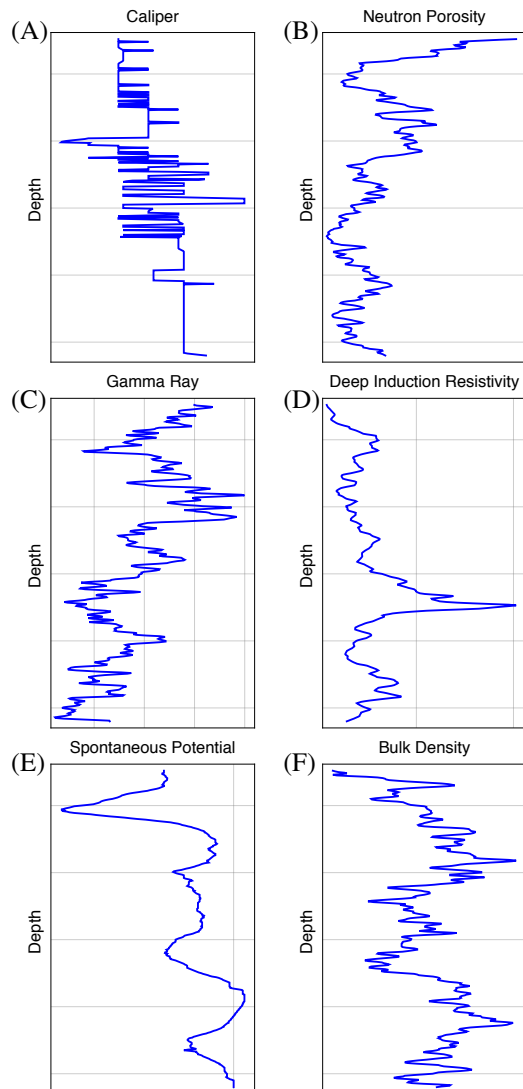 (A) Caliper
Depth
(B) Neutron Porosity
Depth
(C) Gamma Ray
Depth
(D) Deep Induction Resistivity
Depth
(E) Spontaneous Potential
Depth
(F) Bulk Density
Depth